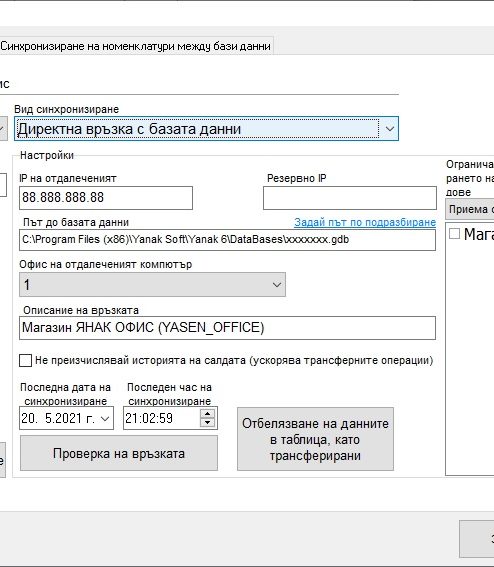 Синхронизиране на номенклатури между бази данни
Вид синхронизиране
Директна връзка с базата данни
Настройки
IP на отдалеченият
Резервно IP
88.888.888.88
Път до базата данни
Задай път по подразбиране
C:\Program Files (x86)\Yanak Soft\Yanak 6\DataBases\xxxxxxx.gdb
Офис на отдалеченият компютър
1
Описание на връзката
Магазин ЯНАК ОФИС (YASEN_OFFICE)
Не преизчислявай историята на салдата (ускорява трансферните операции)
Последна дата на
синхронизиране
Последен час на
синхронизиране
20. 5.2021 г.
21:02:59
Проверка на връзката
Отбелязване на данните
в таблица, като
трансферирани
Огранича
рането на
дове
Приема с
Мага